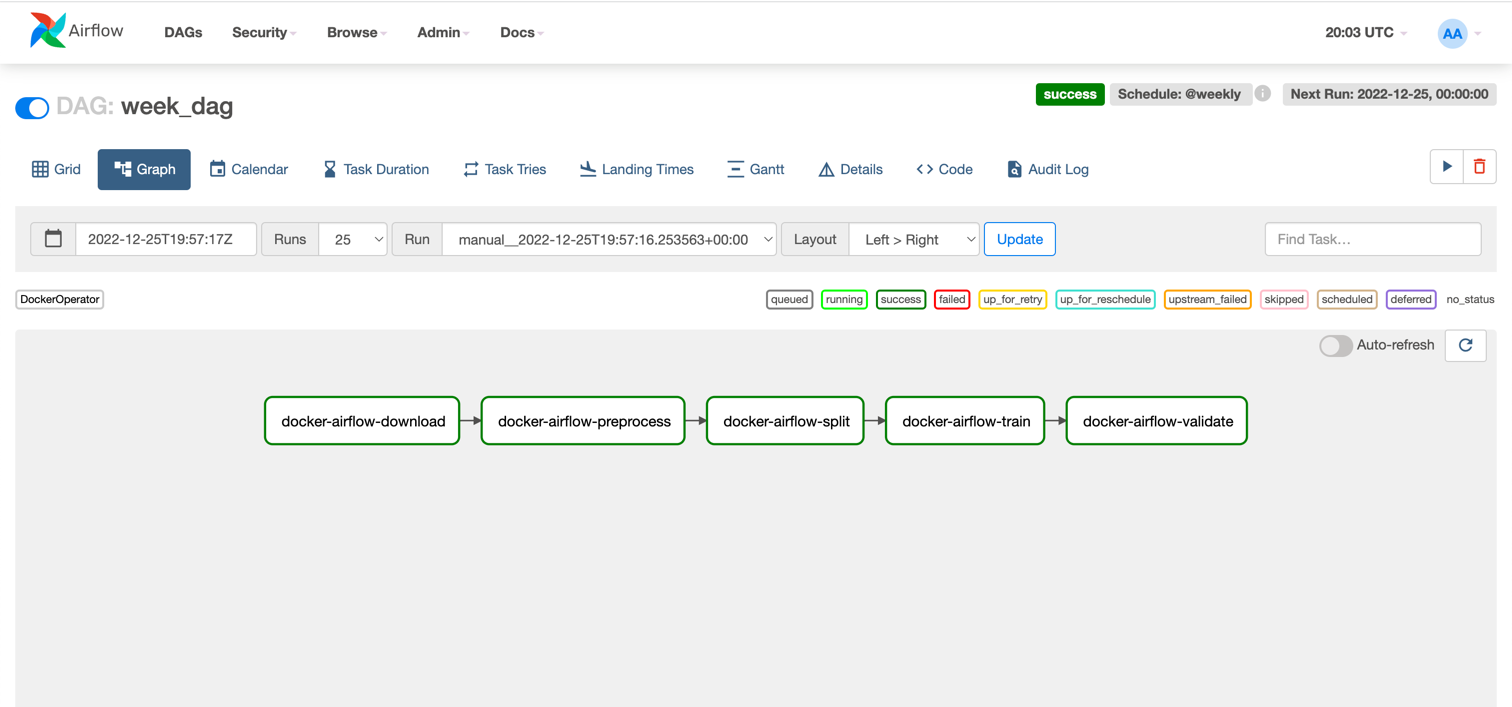 Airflow DAGs Security Browse Admin Docs 20:03 UTC AA
DAG: week_dag success Schedule: @weekly i Next Run: 2022-12-25, 00:00:00
Grid Graph Calendar Task Duration Task Tries Landing Times Gantt Details <> Code Audit Log
2022-12-25T19:57:17Z Runs 25 Run manual__2022-12-25T19:57:16.253563+00:00 Layout Left > Right Update Find Task…
DockerOperator queued running success failed up_for_retry up_for_reschedule upstream_failed skipped scheduled deferred no_status
Auto-refresh
docker-airflow-download docker-airflow-preprocess docker-airflow-split docker-airflow-train docker-airflow-validate